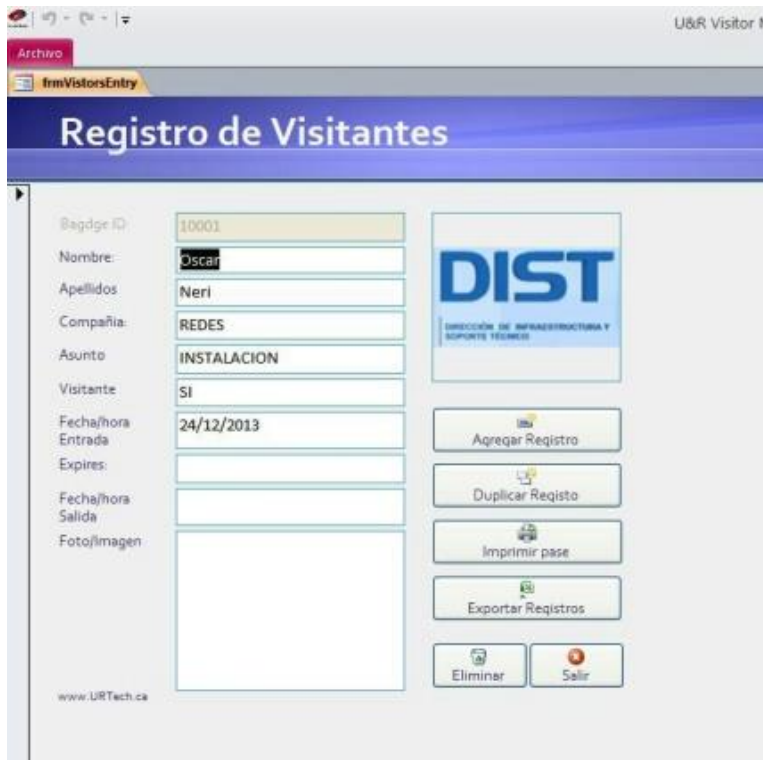 U&R Visitor M
Archivo
frmVistorsEntry
Registro de Visitantes
Bagdge ID: 10001
Nombre: Oscar
Apellidos Neri
Compañia: REDES
Asunto INSTALACION
Visitante SI
Fecha/hora Entrada 24/12/2013
Expires:
Fecha/hora Salida
Foto/Imagen
DIST
DIRECCIÓN DE INFRAESTRUCTURA Y
SOPORTE TÉCNICO
Agregar Registro
Duplicar Registo
Imprimir pase
Exportar Registros
Eliminar
Salir
www.URTech.ca